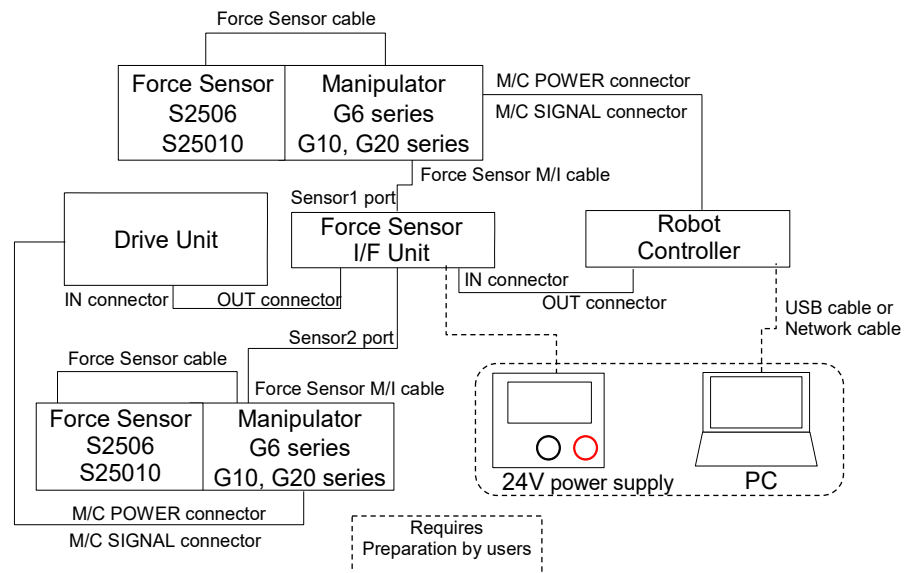 Force Sensor cable
Force Sensor
S2506
S25010
Manipulator
G6 series
G10, G20 series
M/C POWER connector
M/C SIGNAL connector
Force Sensor M/I cable
Sensor1 port
Drive Unit
Force Sensor
I/F Unit
Robot
Controller
IN connector
OUT connector
IN connector
OUT connector
USB cable or
Network cable
Sensor2 port
Force Sensor cable
Force Sensor M/I cable
Force Sensor
S2506
S25010
Manipulator
G6 series
G10, G20 series
24V power supply
PC
M/C POWER connector
M/C SIGNAL connector
Requires
Preparation by users